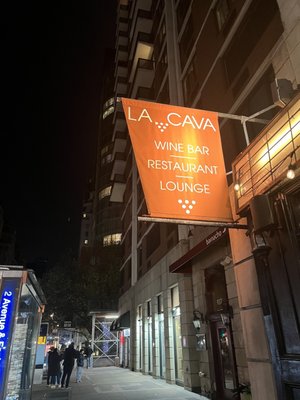 LA CAVA
WINE BAR
RESTAURANT
LOUNGE
2 Avenue & E